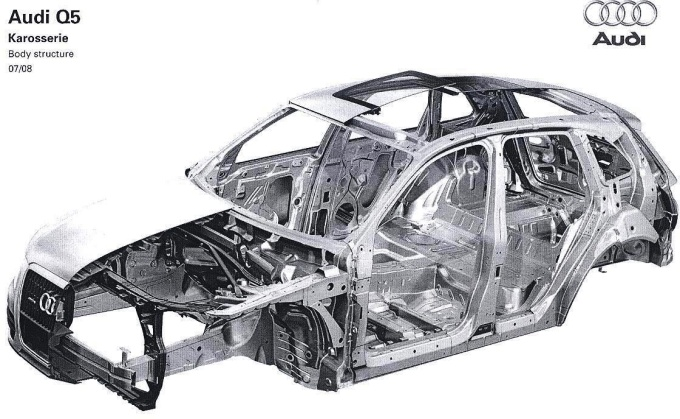 Audi Q5
Karosserie
Body structure
07/08
Audi